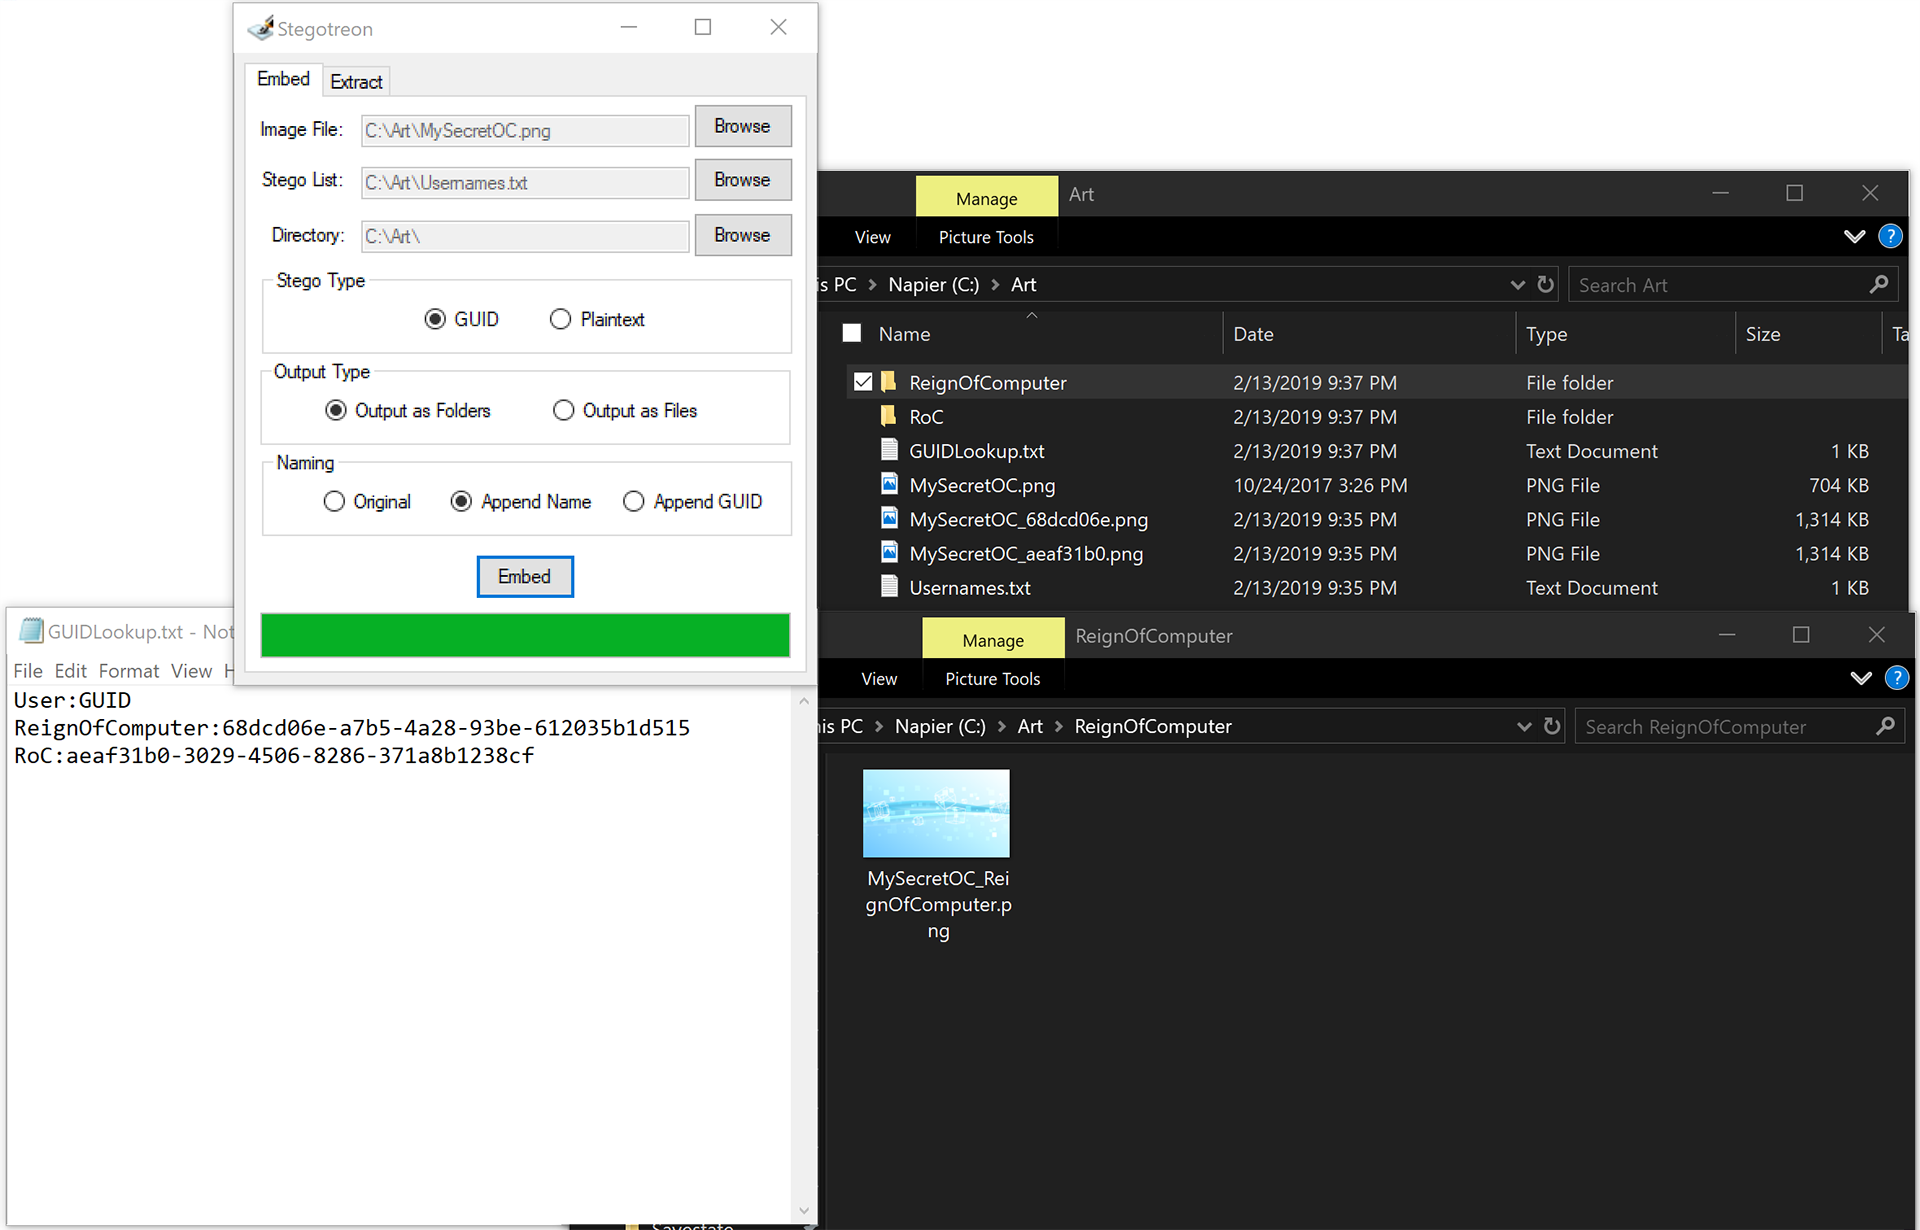 Stegotreon
Embed
Extract
Image File:
C:\Art\MySecretOC.png
Browse
Stego List:
C:\Art\Usernames.txt
Browse
Directory:
C:\Art\
Browse
Stego Type
GUID
Plaintext
Output Type
Output as Folders
Output as Files
Naming
Original
Append Name
Append GUID
Embed
GUIDLookup.txt - Not
File Edit Format View H
User:GUID
ReignOfComputer:68dcd06e-a7b5-4a28-93be-612035b1d515
RoC:aeaf31b0-3029-4506-8286-371a8b1238cf
Manage
Art
View
Picture Tools
?
is PC > Napier (C:) > Art
Search Art
Name Date Type Size Ta
ReignOfComputer 2/13/2019 9:37 PM File folder
RoC 2/13/2019 9:37 PM File folder
GUIDLookup.txt 2/13/2019 9:37 PM Text Document 1 KB
MySecretOC.png 10/24/2017 3:26 PM PNG File 704 KB
MySecretOC_68dcd06e.png 2/13/2019 9:35 PM PNG File 1,314 KB
MySecretOC_aeaf31b0.png 2/13/2019 9:35 PM PNG File 1,314 KB
Usernames.txt 2/13/2019 9:35 PM Text Document 1 KB
Manage
ReignOfComputer
View
Picture Tools
?
his PC > Napier (C:) > Art > ReignOfComputer
Search ReignOfComputer
MySecretOC_Rei
gnOfComputer.p
ng